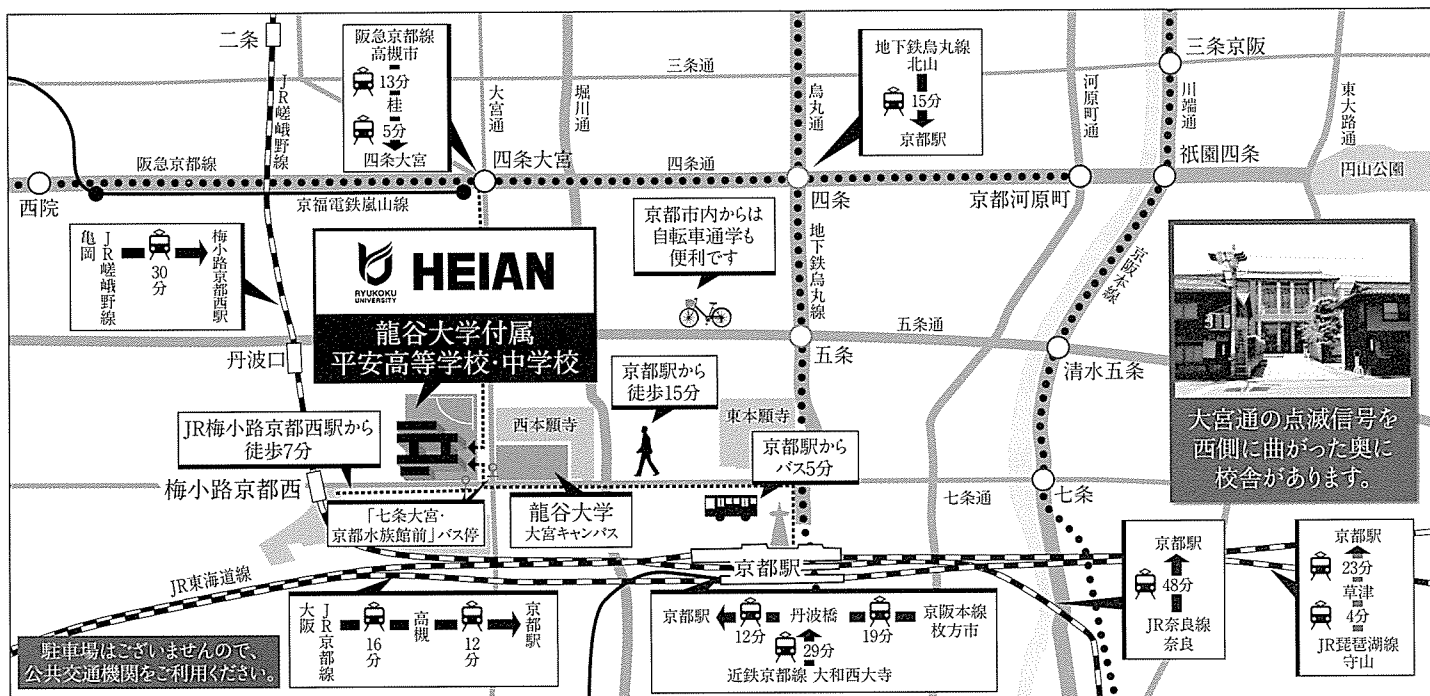 二条
JR嵯峨野線
阪急京都線
高槻市
13分
桂
5分
四条大宮
大宮通
堀川通
三条通
烏丸通
地下鉄烏丸線
北山
15分
京都駅
河原町通
三条京阪
川端通
東大路通
阪急京都線
四条大宮
四条通
祇園四条
円山公園
西院
京福電鉄嵐山線
四条
京都河原町
亀岡
JR嵯峨野線
30分
梅小路京都西駅
RYUKOKU
UNIVERSITY
HEIAN
龍谷大学付属
平安高等学校・中学校
京都市内からは
自転車通学も
便利です
地下鉄烏丸線
京阪本線
五条通
丹波口
五条
清水五条
京都駅から
徒歩15分
JR梅小路京都西駅から
徒歩7分
西本願寺
東本願寺
京都駅から
バス5分
大宮通の点滅信号を
西側に曲がった奥に
校舎があります。
梅小路京都西
「七条大宮・
京都水族館前」バス停
龍谷大学
大宮キャンパス
七条通
七条
JR東海道線
京都駅
大阪
JR京都線
16分
高槻
12分
京都駅
京都駅
12分
丹波橋
19分
京阪本線
枚方市
29分
近鉄京都線 大和西大寺
京都駅
48分
JR奈良線
奈良
京都駅
23分
草津
4分
JR琵琶湖線
守山
駐車場はございませんので、
公共交通機関をご利用ください。